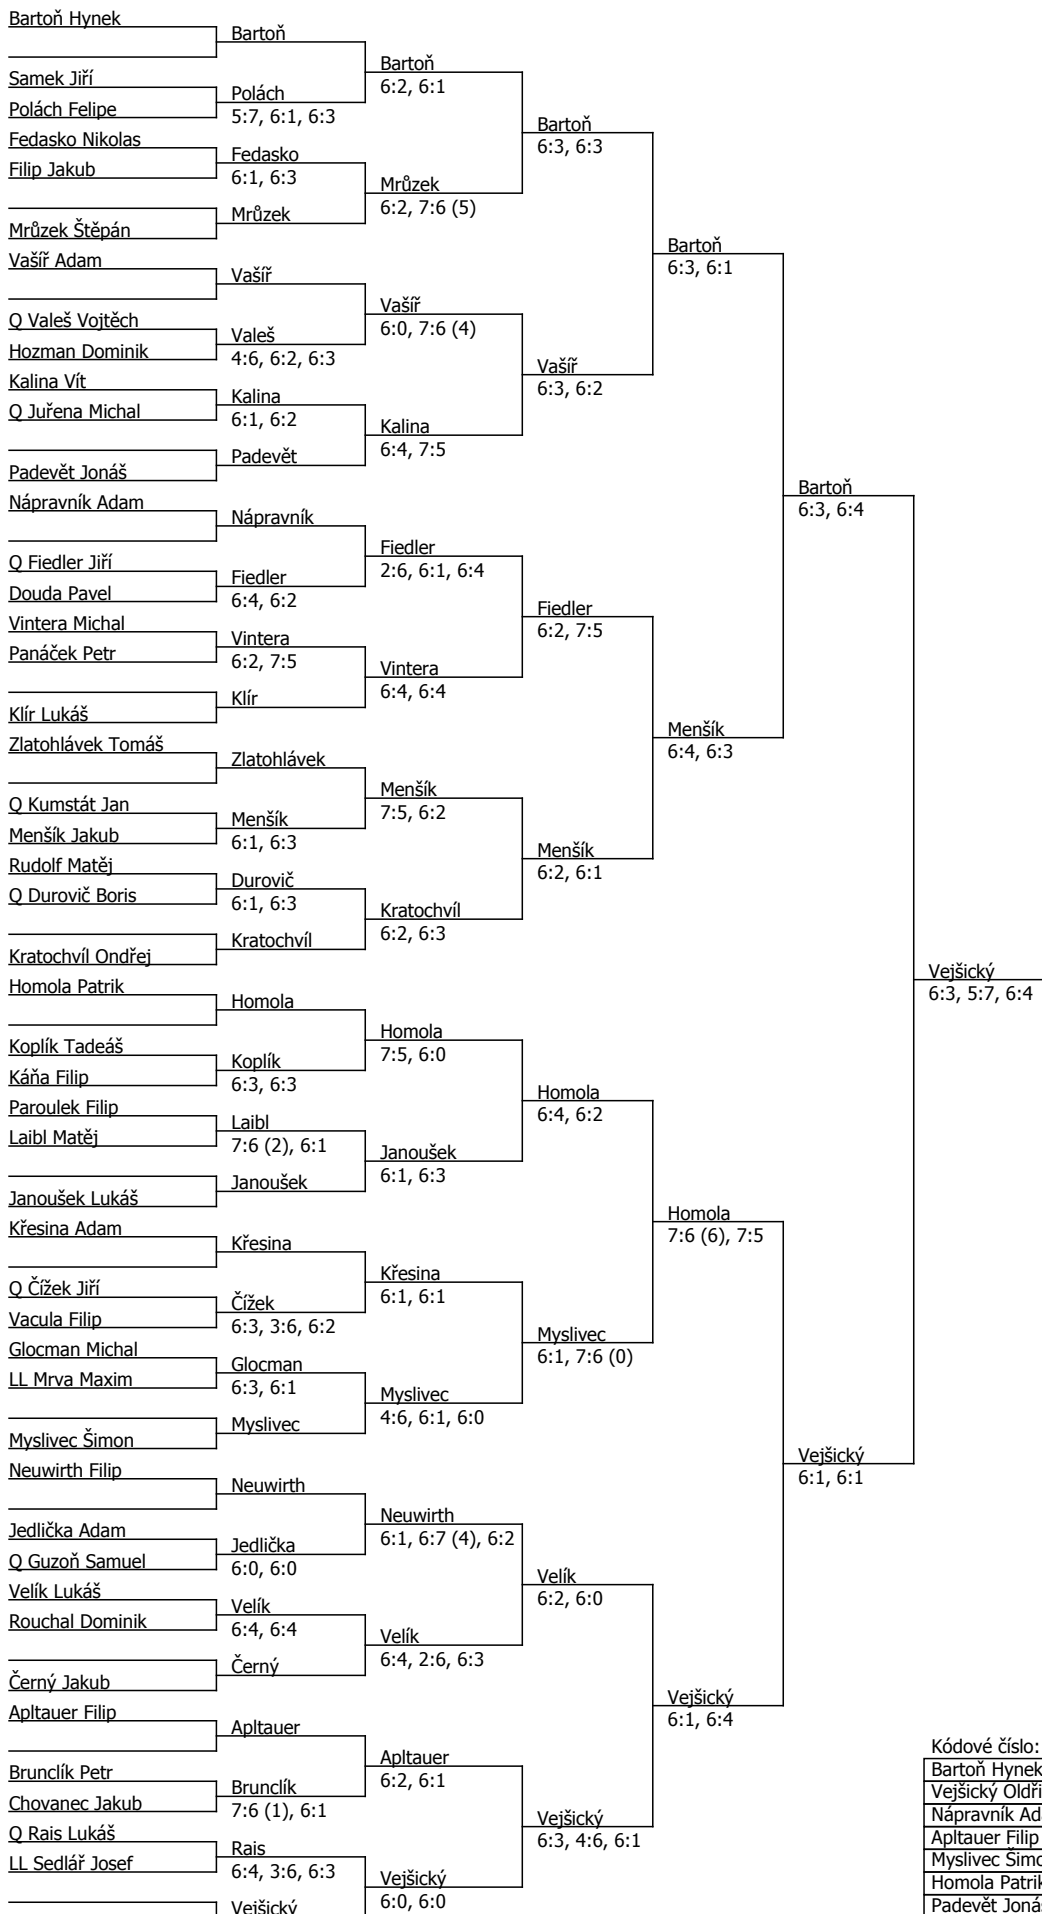 Bartoň Hynek
Bartoň
Bartoň
6:2, 6:1
Samek Jiří
Polách
5:7, 6:1, 6:3
Polách Felipe
Bartoň
6:3, 6:3
Fedasko Nikolas
Fedasko
6:1, 6:3
Filip Jakub
Mrůzek
6:2, 7:6 (5)
Mrůzek
Mrůzek Štěpán
Bartoň
6:3, 6:1
Vašíř Adam
Vašíř
Vašíř
6:0, 7:6 (4)
Q Valeš Vojtěch
Valeš
4:6, 6:2, 6:3
Hozman Dominik
Vašíř
6:3, 6:2
Kalina Vít
Kalina
6:1, 6:2
Q Juřena Michal
Kalina
6:4, 7:5
Padevět
Padevět Jonáš
Bartoň
6:3, 6:4
Nápravník Adam
Nápravník
Fiedler
2:6, 6:1, 6:4
Q Fiedler Jiří
Fiedler
6:4, 6:2
Douda Pavel
Fiedler
6:2, 7:5
Vintera Michal
Vintera
6:2, 7:5
Panáček Petr
Vintera
6:4, 6:4
Klír
Klír Lukáš
Menšík
6:4, 6:3
Zlatohlávek Tomáš
Zlatohlávek
Menšík
7:5, 6:2
Q Kumstát Jan
Menšík
6:1, 6:3
Menšík Jakub
Menšík
6:2, 6:1
Rudolf Matěj
Durovič
6:1, 6:3
Q Durovič Boris
Kratochvíl
6:2, 6:3
Kratochvíl
Kratochvíl Ondřej
Vejšický
6:3, 5:7, 6:4
Homola Patrik
Homola
Homola
7:5, 6:0
Koplík Tadeáš
Koplík
6:3, 6:3
Káňa Filip
Homola
6:4, 6:2
Paroulek Filip
Laibl
7:6 (2), 6:1
Laibl Matěj
Janoušek
6:1, 6:3
Janoušek
Janoušek Lukáš
Homola
7:6 (6), 7:5
Křesina Adam
Křesina
Křesina
6:1, 6:1
Q Čížek Jiří
Čížek
6:3, 3:6, 6:2
Vacula Filip
Myslivec
6:1, 7:6 (0)
Glocman Michal
Glocman
6:3, 6:1
LL Mrva Maxim
Myslivec
4:6, 6:1, 6:0
Myslivec
Myslivec Šimon
Vejšický
6:1, 6:1
Neuwirth Filip
Neuwirth
Neuwirth
6:1, 6:7 (4), 6:2
Jedlička Adam
Jedlička
6:0, 6:0
Q Guzoň Samuel
Velík
6:2, 6:0
Velík Lukáš
Velík
6:4, 6:4
Rouchal Dominik
Velík
6:4, 2:6, 6:3
Černý
Černý Jakub
Vejšický
6:1, 6:4
Apltauer Filip
Apltauer
Apltauer
6:2, 6:1
Brunclík Petr
Brunclík
7:6 (1), 6:1
Chovanec Jakub
Vejšický
6:3, 4:6, 6:1
Q Rais Lukáš
Rais
6:4, 3:6, 6:3
LL Sedlář Josef
Vejšický
6:0, 6:0
Vejšický
Kódové číslo:
Bartoň Hynek
Vejšický Oldři
Nápravník Ad
Apltauer Filip
Myslivec Šimo
Homola Patrik
Padevět Jonáš